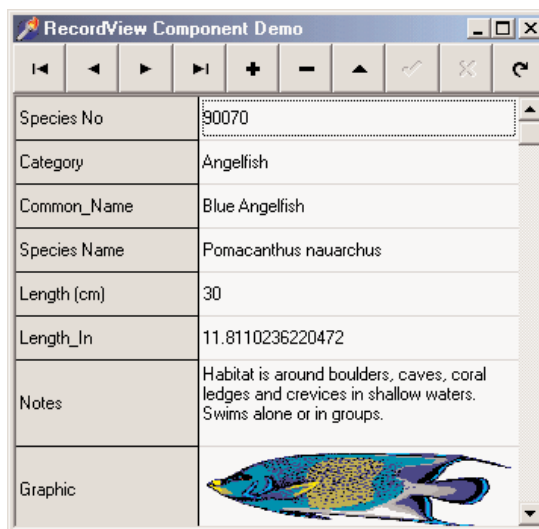 RecordView Component Demo
Species No
90070
Category
Angelfish
Common_Name
Blue Angelfish
Species Name
Pomacanthus nauarchus
Length (cm)
30
Length_In
11.8110236220472
Notes
Habitat is around boulders, caves, coral
ledges and crevices in shallow waters.
Swims alone or in groups.
Graphic